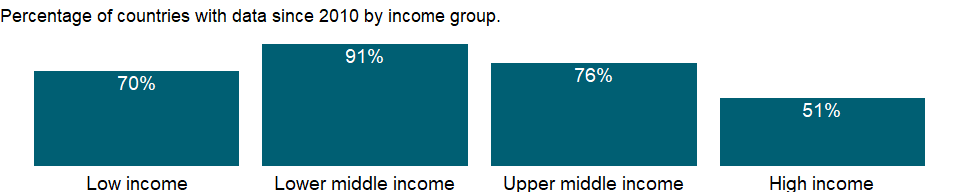 Percentage of countries with data since 2010 by income group.
70%
91%
76%
51%
Low income
Lower middle income
Upper middle income
High income